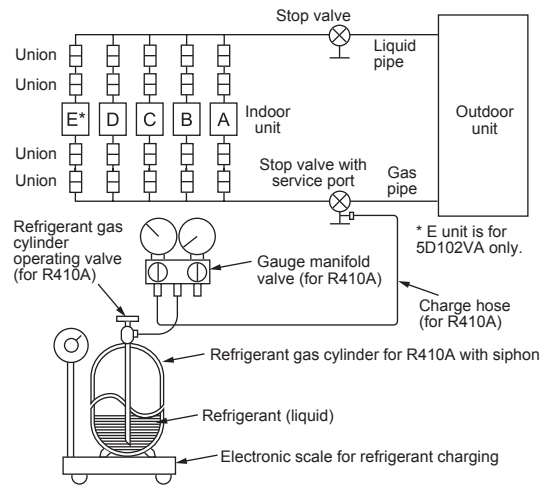 Stop valve
Union
Liquid
pipe
Union
E*
D
C
B
A
Indoor
unit
Outdoor
unit
Union
Stop valve with
service port
Gas
pipe
Union
Refrigerant gas
cylinder
operating valve
(for R410A)
* E unit is for
5D102VA only.
Gauge manifold
valve (for R410A)
Charge hose
(for R410A)
Refrigerant gas cylinder for R410A with siphon
Refrigerant (liquid)
Electronic scale for refrigerant charging